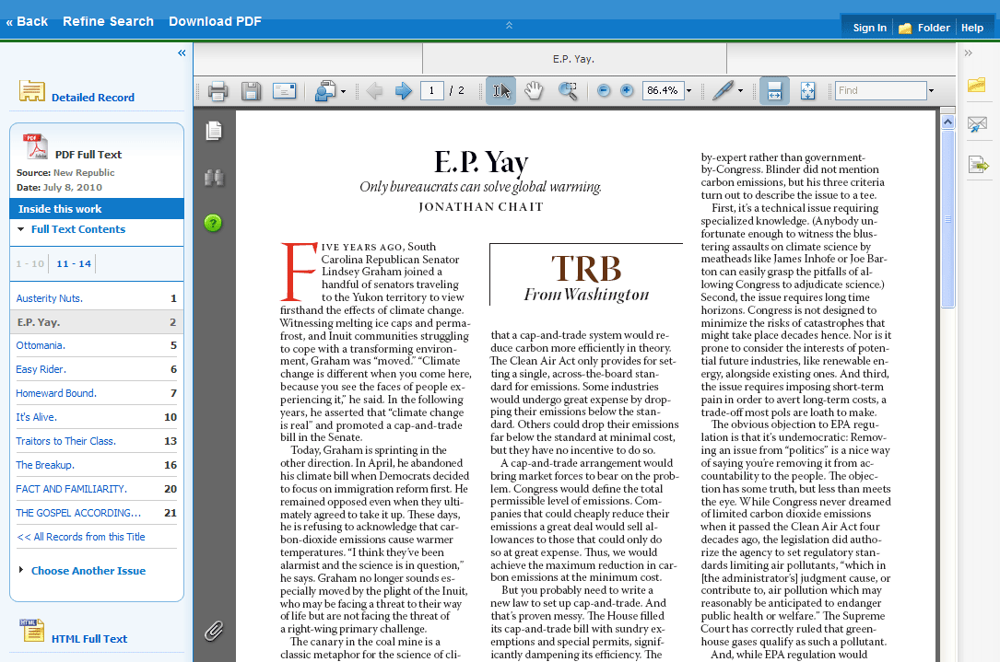 « Back Refine Search Download PDF
Sign In Folder Help
«
Detailed Record
PDF
PDF Full Text
Source: New Republic
Date: July 8, 2010
Inside this work
Full Text Contents
1 - 10 11 - 14
Austerity Nuts. 1
E.P. Yay. 2
Ottomania. 5
Easy Rider. 6
Homeward Bound. 7
It's Alive. 10
Traitors to Their Class. 13
The Breakup. 16
FACT AND FAMILIARITY. 20
THE GOSPEL ACCORDING... 21
<< All Records from this Title
Choose Another Issue
HTML
HTML Full Text
E.P. Yay.
1 / 2 86.4% Find
»
E.P. Yay
Only bureaucrats can solve global warming.
JONATHAN CHAIT
FIVE YEARS AGO, South
Carolina Republican Senator
Lindsey Graham joined a
handful of senators traveling
to the Yukon territory to view
firsthand the effects of climate change.
Witnessing melting ice caps and perma-
frost, and Inuit communities struggling
to cope with a transforming environ-
ment, Graham was “moved.” “Climate
change is different when you come here,
because you see the faces of people ex-
periencing it,” he said. In the following
years, he asserted that “climate change
is real” and promoted a cap-and-trade
bill in the Senate.
Today, Graham is sprinting in the
other direction. In April, he abandoned
his climate bill when Democrats decided
to focus on immigration reform first. He
remained opposed even when they ulti-
mately agreed to take it up. These days,
he is refusing to acknowledge that car-
bon-dioxide emissions cause warmer
temperatures. “I think they’ve been
alarmist and the science is in question,”
he says. Graham no longer sounds es-
pecially moved by the plight of the Inuit,
who may be facing a threat to their way
of life but are not facing the threat of
a right-wing primary challenge.
The canary in the coal mine is a
classic metaphor for the science of cli-
TRB
From Washington
that a cap-and-trade system would re-
duce carbon more efficiently in theory.
The Clean Air Act only provides for set-
ting a single, across-the-board stan-
dard for emissions. Some industries
would undergo great expense by drop-
ping their emissions below the stan-
dard. Others could drop their emissions
far below the standard at minimal cost,
but they have no incentive to do so.
A cap-and-trade arrangement would
bring market forces to bear on the prob-
lem. Congress would define the total
permissible level of emissions. Com-
panies that could cheaply reduce their
emissions a great deal would sell al-
lowances to those that could only do
so at great expense. Thus, we would
achieve the maximum reduction in car-
bon emissions at the minimum cost.
But you probably need to write a
new law to set up cap-and-trade. And
that’s proven messy. The House filled
its cap-and-trade bill with sundry ex-
emptions and special permits, signif-
icantly dampening its efficiency. The
by-expert rather than government-
by-Congress. Blinder did not mention
carbon emissions, but his three criteria
turn out to describe the issue to a tee.
First, it’s a technical issue requiring
specialized knowledge. (Anybody un-
fortunate enough to witness the blus-
tering assaults on climate science by
meatheads like James Inhofe or Joe Bar-
ton can easily grasp the pitfalls of al-
lowing Congress to adjudicate science.)
Second, the issue requires long time
horizons. Congress is not designed to
minimize the risks of catastrophes that
might take place decades hence. Nor is it
prone to consider the interests of poten-
tial future industries, like renewable en-
ergy, alongside existing ones. And third,
the issue requires imposing short-term
pain in order to avert long-term costs, a
trade-off most pols are loath to make.
The obvious objection to EPA regu-
lation is that it’s undemocratic: Remov-
ing an issue from “politics” is a nice way
of saying you’re removing it from ac-
countability to the people. The objec-
tion has some truth, but less than meets
the eye. While Congress never dreamed
of limited carbon dioxide emissions
when it passed the Clean Air Act four
decades ago, the legislation did autho-
rize the agency to set regulatory stan-
dards limiting air pollutants, “which in
[the administrator’s] judgment cause, or
contribute to, air pollution which may
reasonably be anticipated to endanger
public health or welfare.” The Supreme
Court has correctly ruled that green-
house gases qualify as such a pollutant.
And, while EPA regulation would